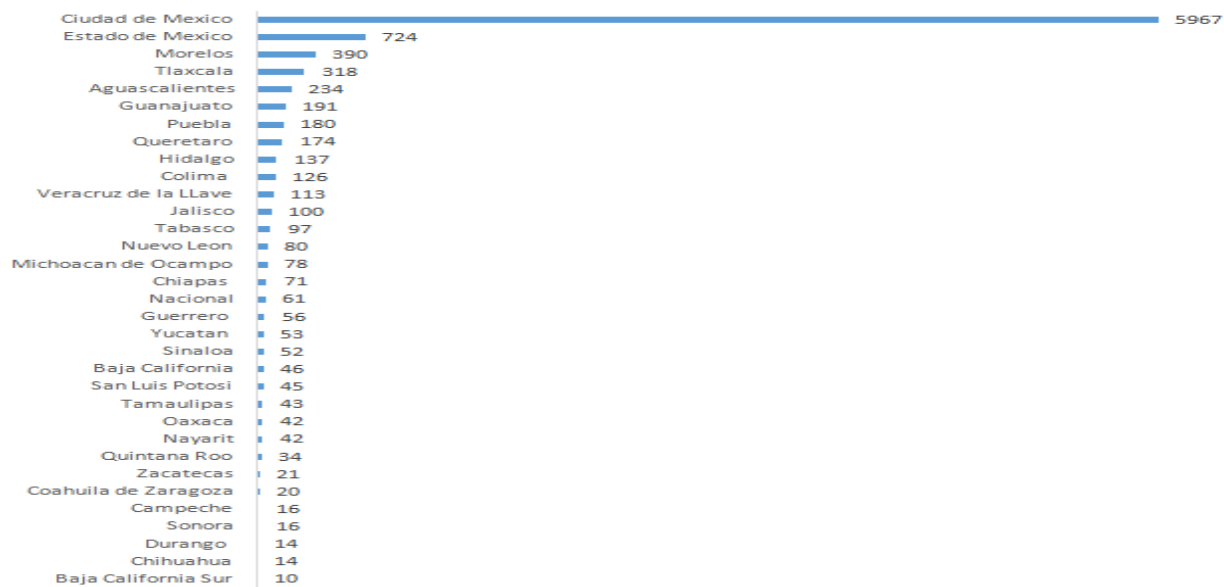 Ciudad de Mexico 5967
Estado de Mexico 724
Morelos 390
Tlaxcala 318
Aguascalientes 234
Guanajuato 191
Puebla 180
Queretaro 174
Hidalgo 137
Colima 126
Veracruz de la LLave 113
Jalisco 100
Tabasco 97
Nuevo Leon 80
Michoacan de Ocampo 78
Chiapas 71
Nacional 61
Guerrero 56
Yucatan 53
Sinaloa 52
Baja California 46
San Luis Potosi 45
Tamaulipas 43
Oaxaca 42
Nayarit 42
Quintana Roo 34
Zacatecas 21
Coahuila de Zaragoza 20
Campeche 16
Sonora 16
Durango 14
Chihuahua 14
Baja California Sur 10